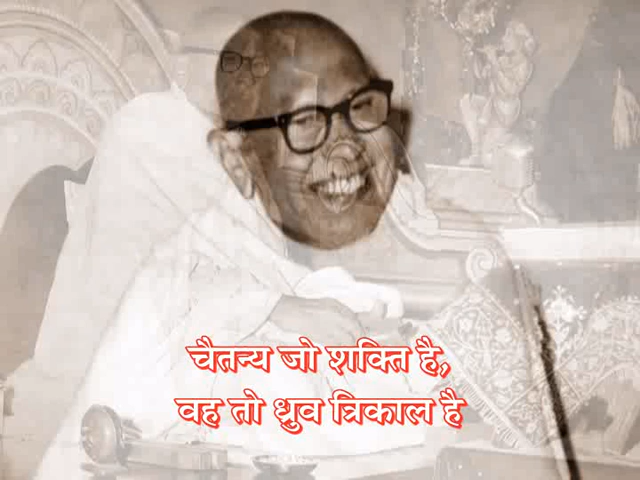 चैतन्य जो शक्ति है,
वह तो ध्रुव त्रिकाल है